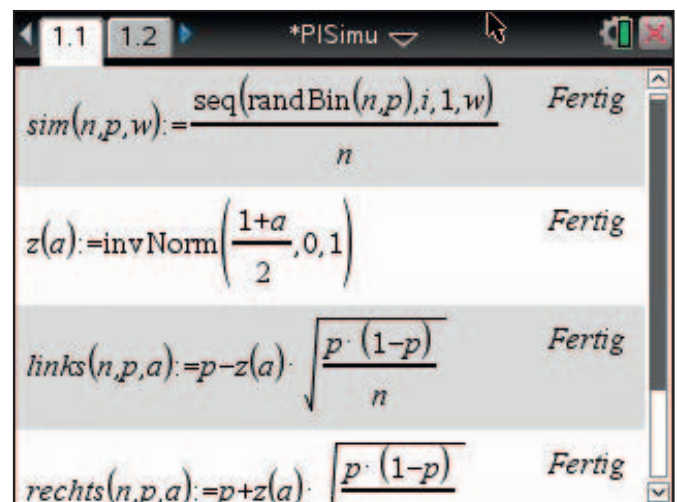 1.1 1.2 *PISimu
sim(n,p,w):=seq(randBin(n,p),i,1,w)/n Fertig
z(a):=invNorm((1+a)/2,0,1) Fertig
links(n,p,a):=p−z(a)·√(p·(1−p)/n) Fertig
rechts(n,p,a):=p+z(a)·√(p·(1−p) Fertig